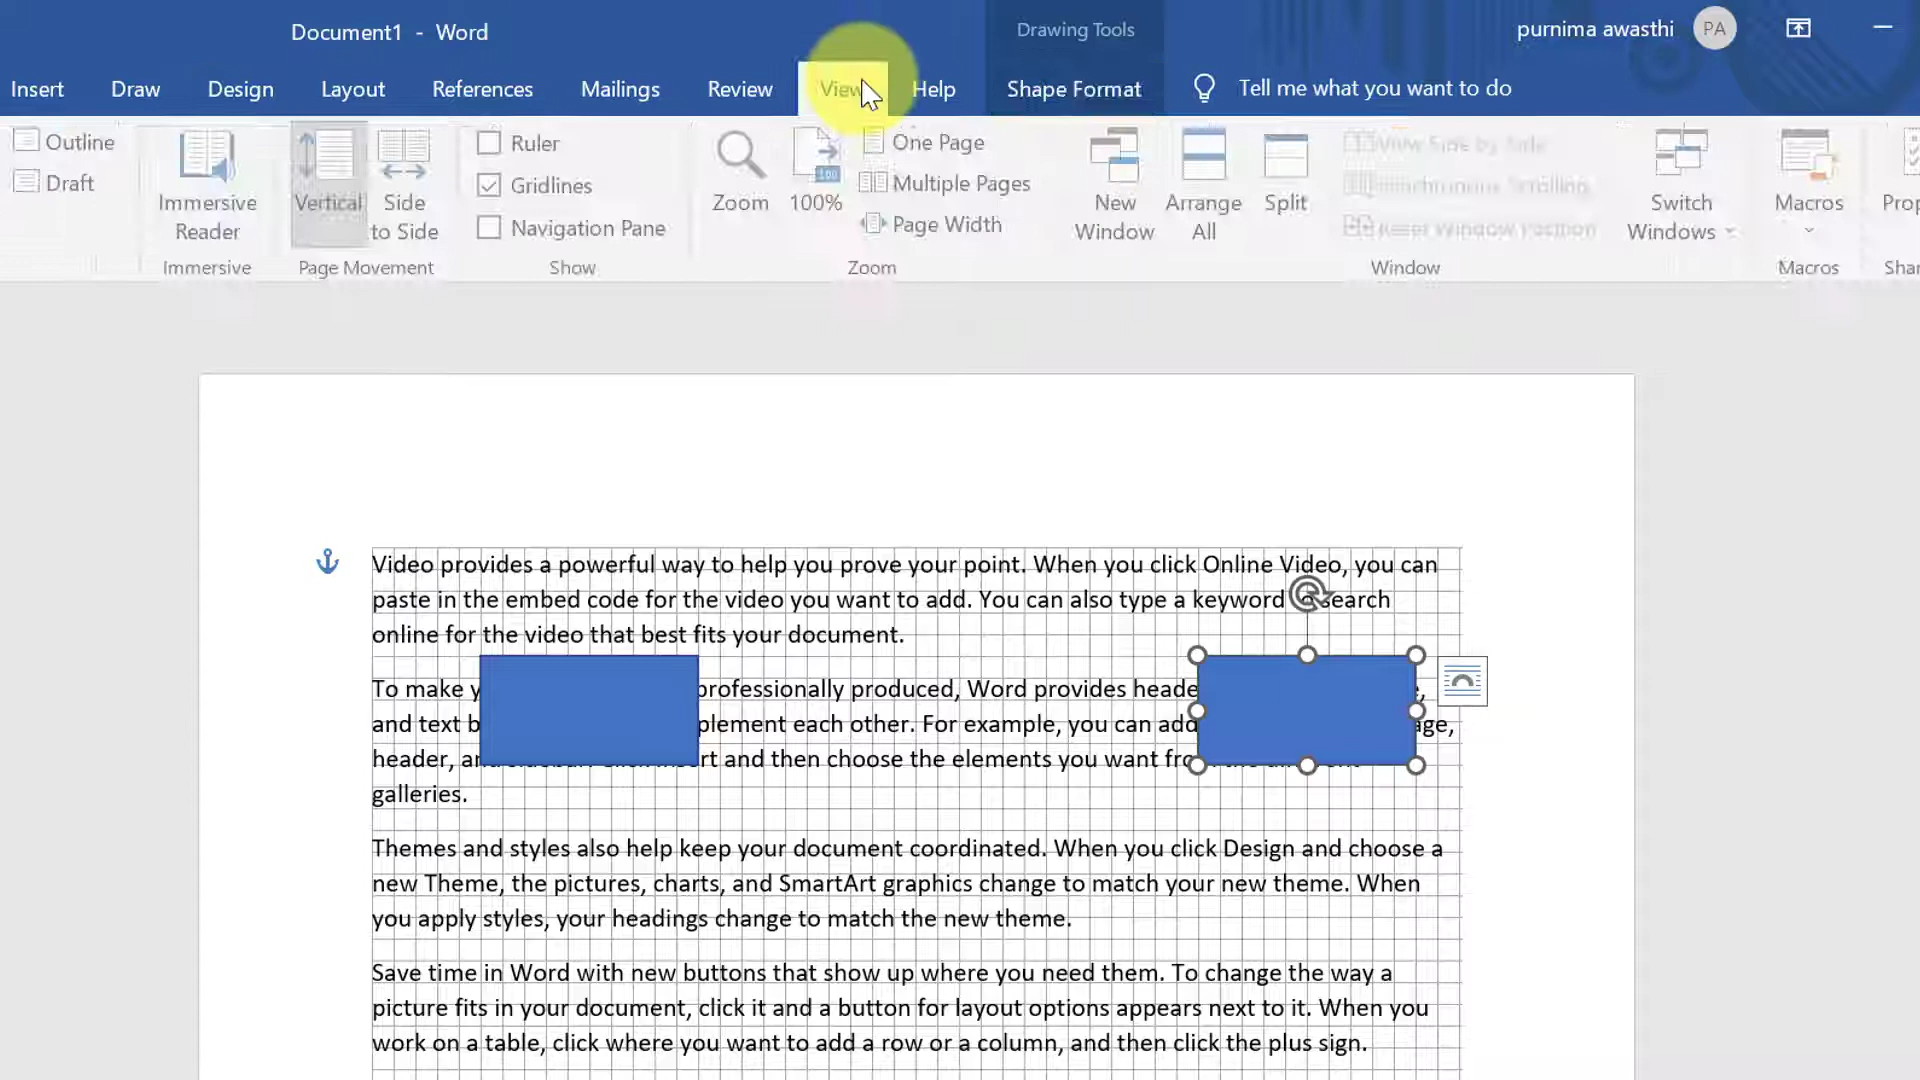 Document1 - Word
Drawing Tools
purnima awasthi PA
Insert Draw Design Layout References Mailings Review View Help Shape Format Tell me what you want to do
Outline
Draft
Immersive Reader
Vertical
Side to Side
Ruler
Gridlines
Navigation Pane
Zoom
100%
100
One Page
Multiple Pages
Page Width
New Window
Arrange All
Split
View Side by Side
Synchronous Scrolling
Reset Window Position
Switch Windows
Macros
Immersive Page Movement Show Zoom Window Macros
Video provides a powerful way to help you prove your point. When you click Online Video, you can
paste in the embed code for the video you want to add. You can also type a keyword search
online for the video that best fits your document.
To make professionally produced, Word provides
and text plement each other. For example, you can add
header, rt and then choose the elements you want
galleries.
Themes and styles also help keep your document coordinated. When you click Design and choose a
new Theme, the pictures, charts, and SmartArt graphics change to match your new theme. When
you apply styles, your headings change to match the new theme.
Save time in Word with new buttons that show up where you need them. To change the way a
picture fits in your document, click it and a button for layout options appears next to it. When you
work on a table, click where you want to add a row or a column, and then click the plus sign.